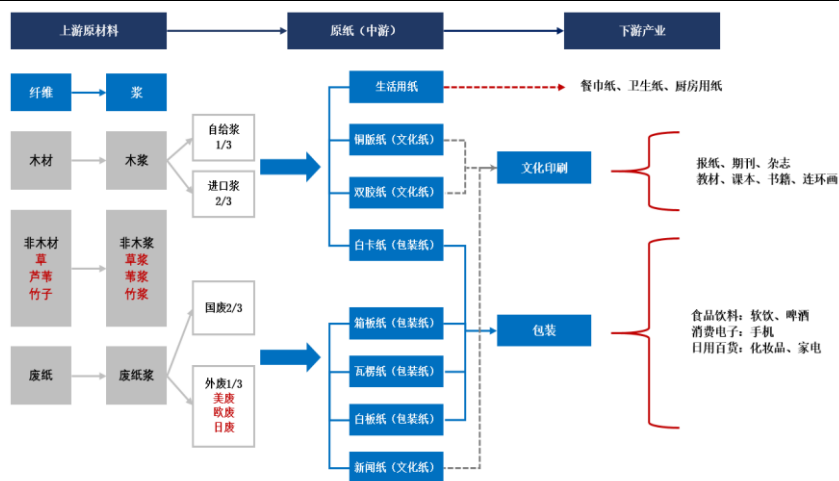 上游原材料
原纸（中游）
下游产业
纤维
浆
木材
木浆
自给浆
1/3
进口浆
2/3
非木材
草
芦苇
竹子
非木浆
草浆
苇浆
竹浆
废纸
废纸浆
国废2/3
外废1/3
美废
欧废
日废
生活用纸
铜版纸（文化纸）
双胶纸（文化纸）
白卡纸（包装纸）
箱板纸（包装纸）
瓦楞纸（包装纸）
白板纸（包装纸）
新闻纸（文化纸）
文化印刷
包装
餐巾纸、卫生纸、厨房用纸
报纸、期刊、杂志
教材、课本、书籍、连环画
食品饮料：软饮、啤酒
消费电子：手机
日用百货：化妆品、家电